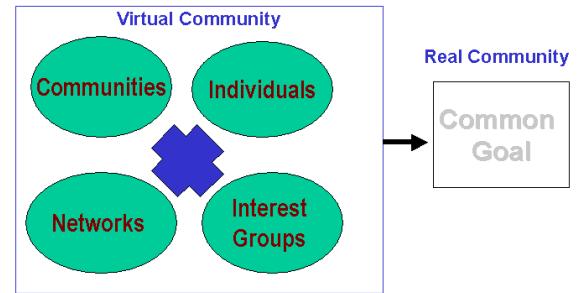 Virtual Community
Communities
Individuals
Networks
Interest
Groups
Real Community
Common
Goal